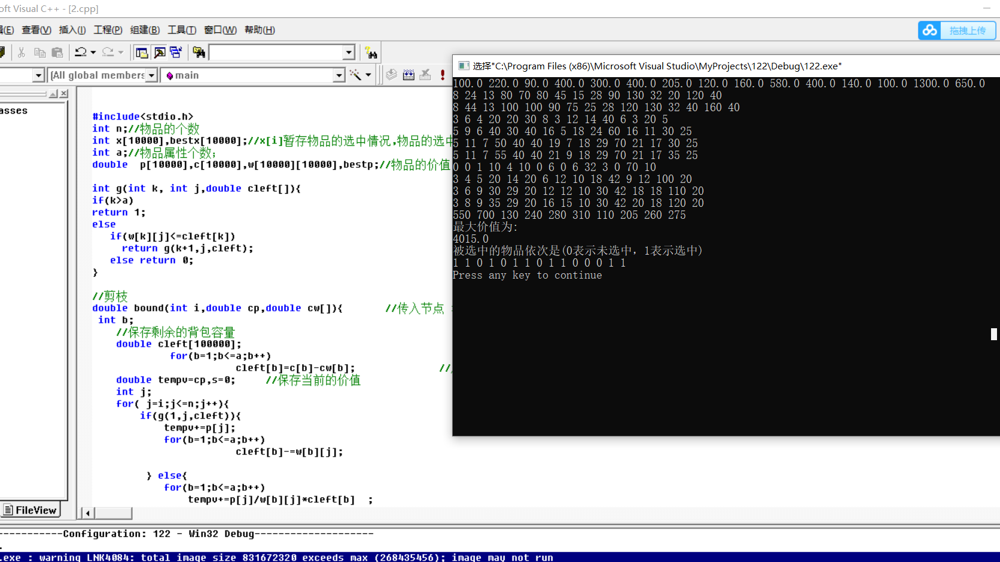 oft Visual C++ - [2.cpp]
辑(E) 查看(V) 插入(I) 工程(P) 组建(B) 工具(T) 窗口(W) 帮助(H)
拖拽上传
(All global members
main
选择"C:\Program Files (x86)\Microsoft Visual Studio\MyProjects\122\Debug\122.exe"
100.0 220.0 90.0 400.0 300.0 400.0 205.0 120.0 160.0 580.0 400.0 140.0 100.0 1300.0 650.0
8 24 13 80 70 80 45 15 28 90 130 32 20 120 40
8 44 13 100 100 90 75 25 28 120 130 32 40 160 40
3 6 4 20 20 30 8 3 12 14 40 6 3 20 5
5 9 6 40 30 40 16 5 18 24 60 16 11 30 25
5 11 7 50 40 40 19 7 18 29 70 21 17 30 25
5 11 7 55 40 40 21 9 18 29 70 21 17 35 25
0 0 1 10 4 10 0 6 0 6 32 3 0 70 10
3 4 5 20 14 20 6 12 10 18 42 9 12 100 20
3 6 9 30 29 20 12 12 10 30 42 18 18 110 20
3 8 9 35 29 20 16 15 10 30 42 20 18 120 20
550 700 130 240 280 310 110 205 260 275
最大价值为:
4015.0
被选中的物品依次是(0表示未选中, 1表示选中)
1 1 0 1 0 1 1 0 1 1 0 0 0 1 1
Press any key to continue
asses
#include<stdio.h>
int n;//物品的个数
int x[10000],bestx[10000];//x[i]暂存物品的选中情况,物品的选中
int a;//物品属性个数;
double  p[10000],c[10000],w[10000][10000],bestp;//物品的价值
int g(int k, int j,double cleft[]){
if(k>a)
return 1;
else
if(w[k][j]<=cleft[k])
return g(k+1,j,cleft);
else return 0;
}
//剪枝
double bound(int i,double cp,double cw[]){ //传入节点
int b;
//保存剩余的背包容量
double cleft[100000];
for(b=1;b<=a;b++)
cleft[b]=c[b]-cw[b]; //
double tempv=cp,s=0; //保存当前的价值
int j;
for( j=i;j<=n;j++){
if(g(1,j,cleft)){
tempv+=p[j];
for(b=1;b<=a;b++)
cleft[b]-=w[b][j];
} else{
for(b=1;b<=a;b++)
tempv+=p[j]/w[b][j]*cleft[b]  ;
FileView
-----------Configuration: 122 - Win32 Debug--------------------
.
.exe : warning LNK4084: total image size 831672320 exceeds max (268435456); image may not run